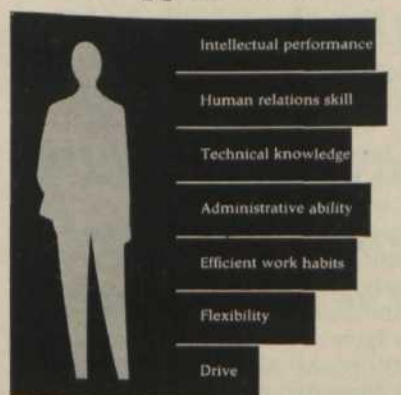 Intellectual performance
Human relations skill
Technical knowledge
Administrative ability
Efficient work habits
Flexibility
Drive